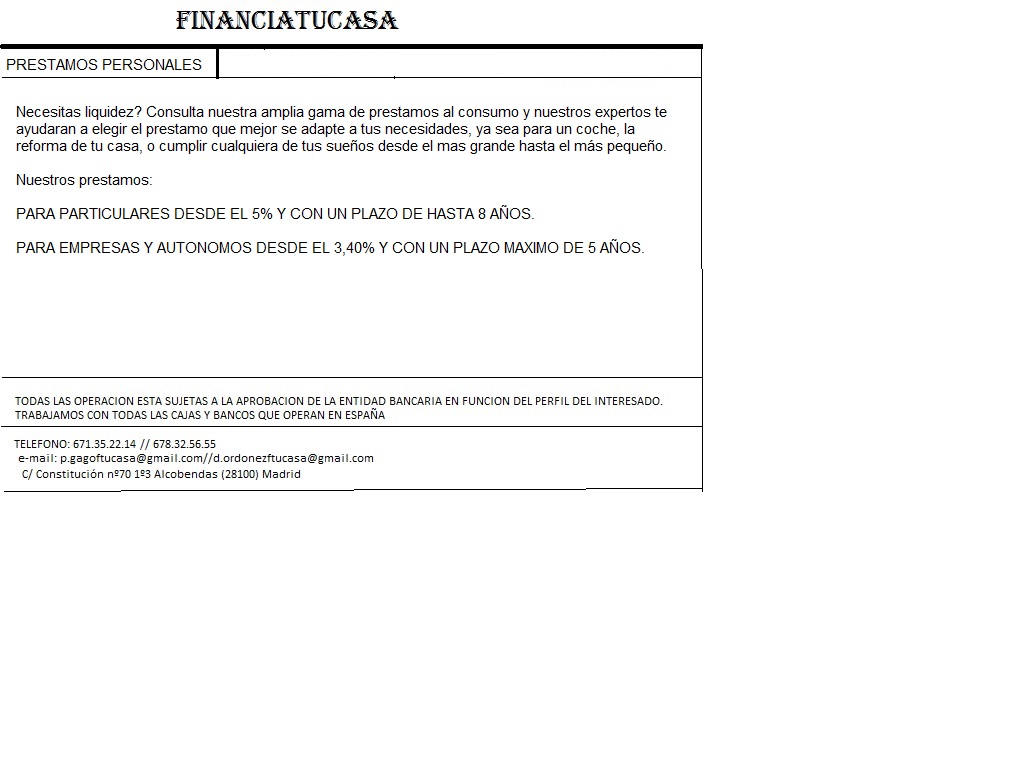 FINANCIATUCASA
PRESTAMOS PERSONALES
Necesitas liquidez? Consulta nuestra amplia gama de prestamos al consumo y nuestros expertos te
ayudaran a elegir el prestamo que mejor se adapte a tus necesidades, ya sea para un coche, la
reforma de tu casa, o cumplir cualquiera de tus sueños desde el mas grande hasta el más pequeño.
Nuestros prestamos:
PARA PARTICULARES DESDE EL 5% Y CON UN PLAZO DE HASTA 8 AÑOS.
PARA EMPRESAS Y AUTONOMOS DESDE EL 3,40% Y CON UN PLAZO MAXIMO DE 5 AÑOS.
TODAS LAS OPERACION ESTA SUJETAS A LA APROBACION DE LA ENTIDAD BANCARIA EN FUNCION DEL PERFIL DEL INTERESADO.
TRABAJAMOS CON TODAS LAS CAJAS Y BANCOS QUE OPERAN EN ESPAÑA
TELEFONO: 671.35.22.14 // 678.32.56.55
e-mail: p.gagoftucasa@gmail.com//d.ordonezftucasa@gmail.com
C/ Constitución nº70 1º3 Alcobendas (28100) Madrid